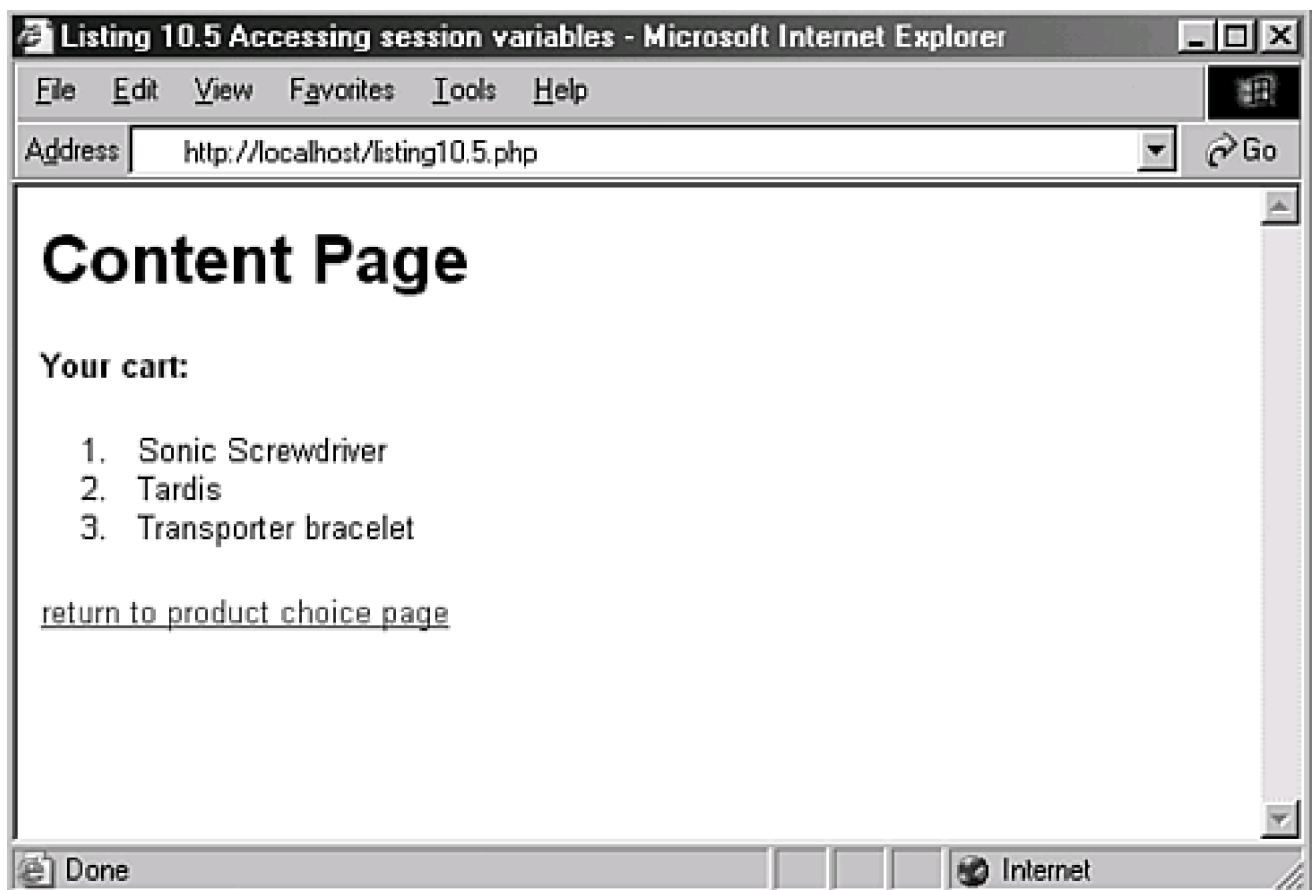 Listing 10.5 Accessing session variables - Microsoft Internet Explorer
File Edit View Favorites Tools Help
Address http://localhost/listing10.5.php Go
Content Page
Your cart:
1. Sonic Screwdriver
2. Tardis
3. Transporter bracelet
return to product choice page
Done Internet